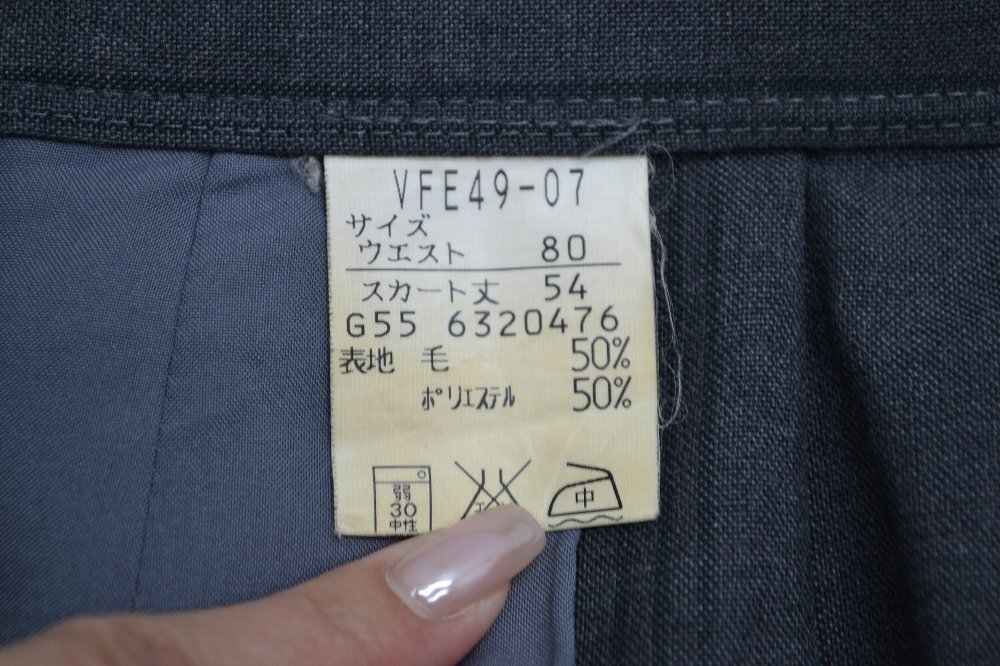 VFE49-07
サイズ
ウエスト 80
スカート丈 54
G55 6320476
表地 毛 50%
ポリエステル 50%
弱
30
中性
中